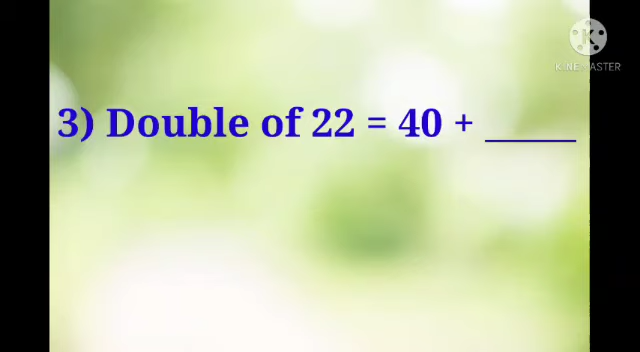 KINEMASTER
3) Double of 22 = 40 + _____